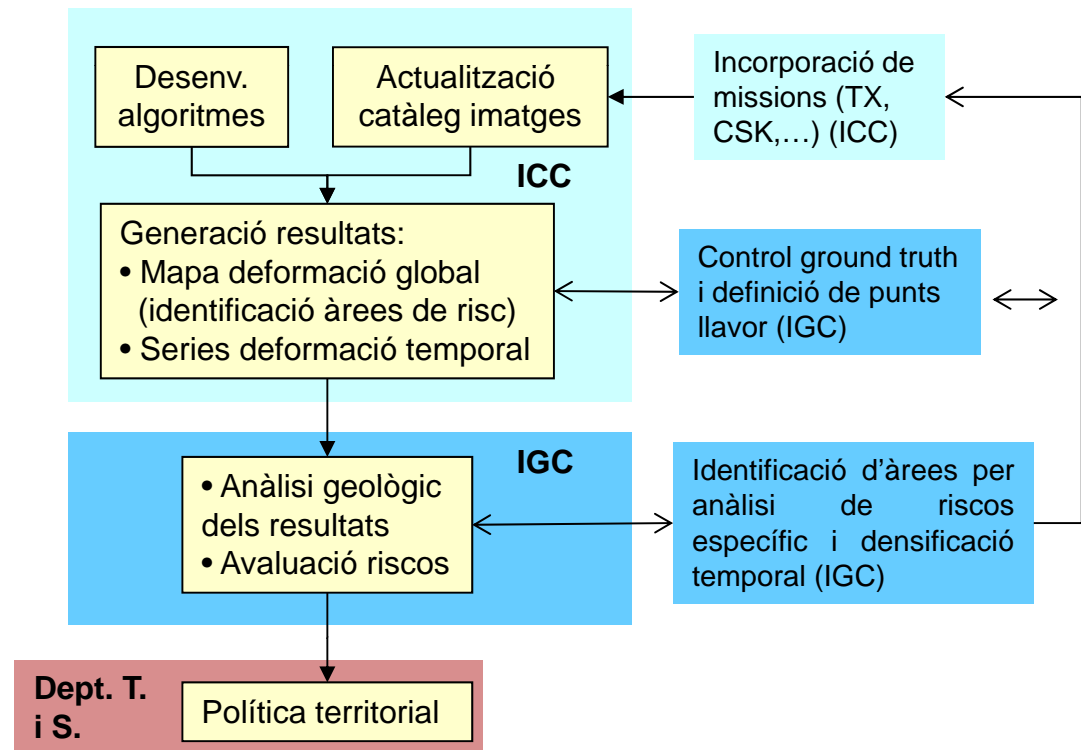 Desenv.
algoritmes
Actualització
catàleg imatges
Incorporació de
missions (TX,
CSK,…) (ICC)
ICC
Generació resultats:
• Mapa deformació global
(identificació àrees de risc)
• Series deformació temporal
Control ground truth
i definició de punts
llavor (IGC)
IGC
• Anàlisi geològic
dels resultats
• Avaluació riscos
Identificació d’àrees per
anàlisi de riscos
específic i densificació
temporal (IGC)
Dept. T.
i S.
Política territorial